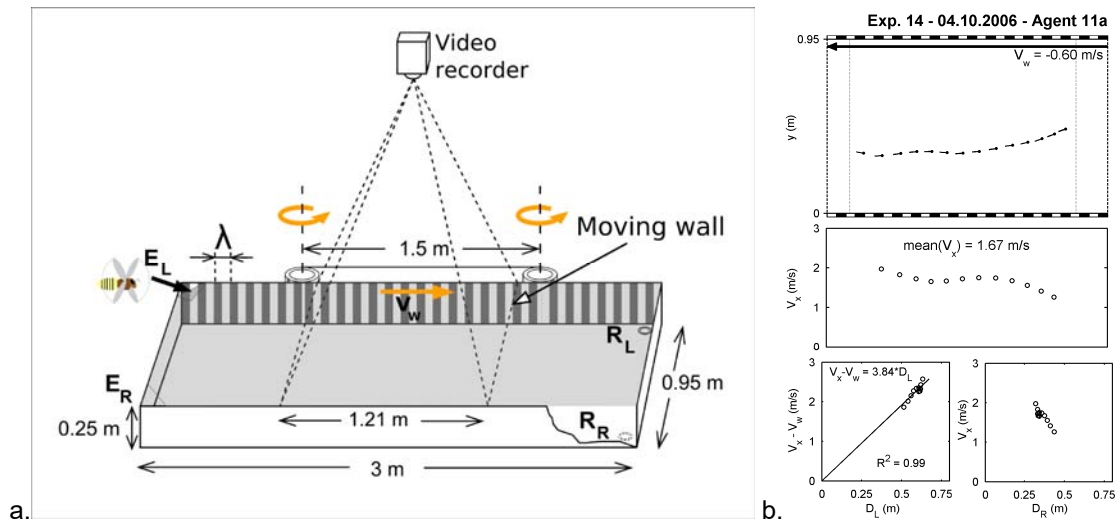 Video
recorder
Moving wall
1.5 m
λ
E_L
V_w
R_L
E_R
0.95 m
0.25 m
1.21 m
R_R
3 m
a.
Exp. 14 - 04.10.2006 - Agent 11a
0.95
V_w = -0.60 m/s
y (m)
0
3
mean(V_x) = 1.67 m/s
2
V_x (m/s)
1
0
3
V_x-V_w = 3.84*D_L
2
V_x - V_w (m/s)
1
R² = 0.99
0
0 0.25 0.5 0.75
D_L (m)
3
2
V_x (m/s)
1
0
0 0.25 0.5 0.75
D_R (m)
b.